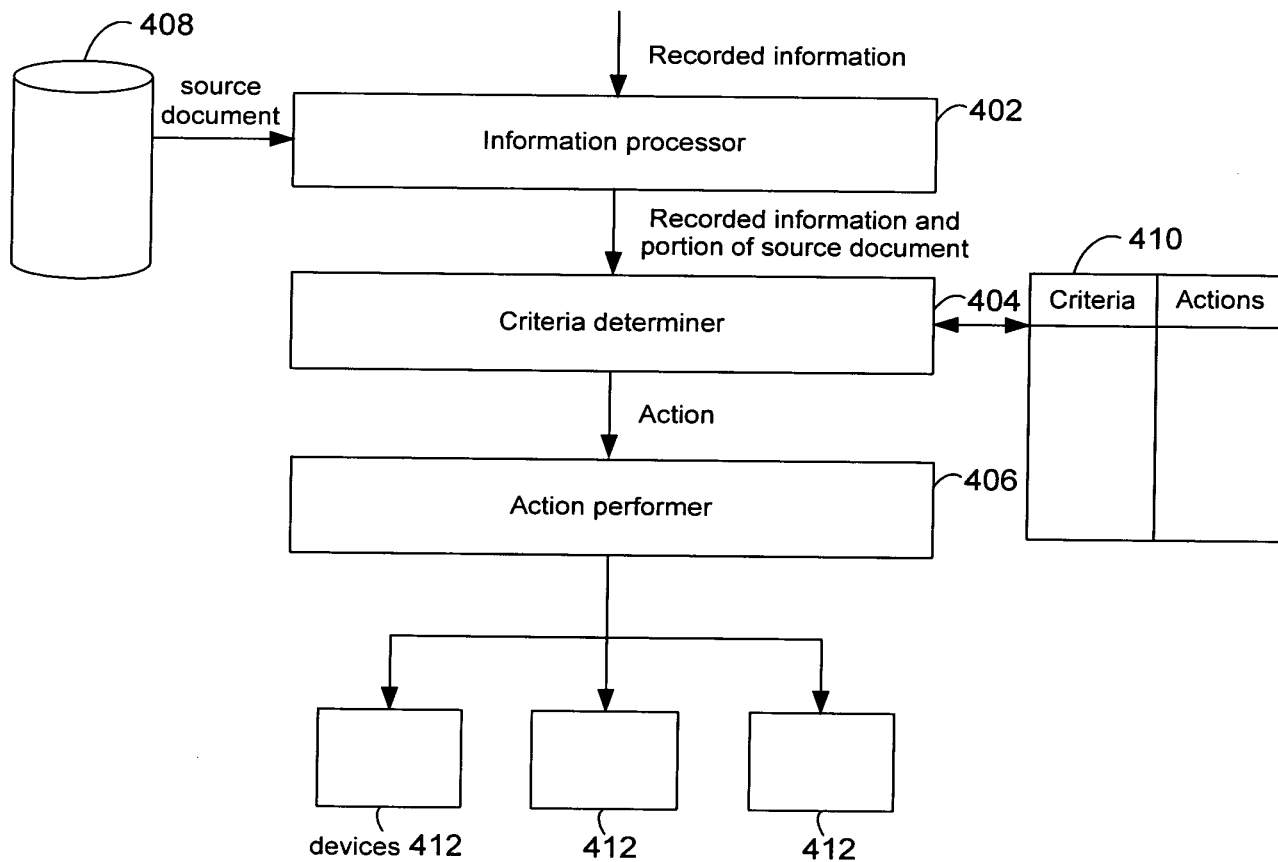 408
Recorded information
source
document
402
Information processor
Recorded information and
portion of source document
410
404
Criteria
Actions
Criteria determiner
Action
406
Action performer
devices 412
412
412